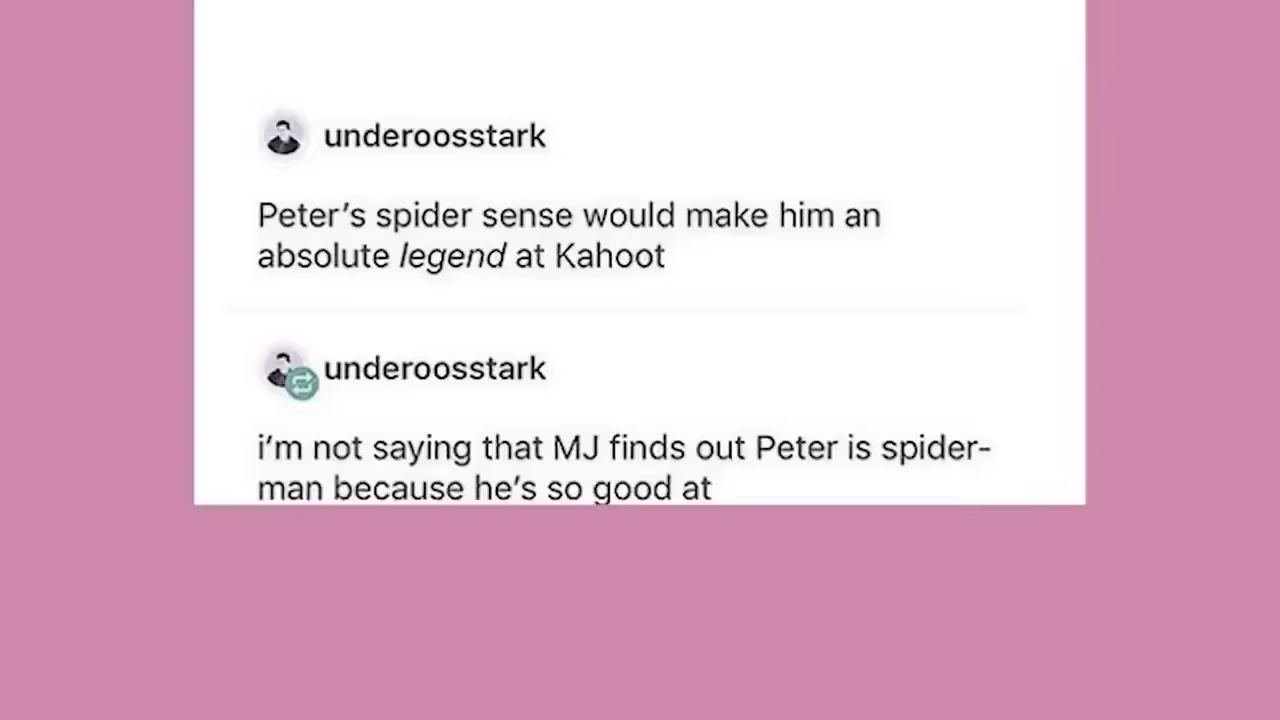 underoosstark
Peter’s spider sense would make him an
absolute legend at Kahoot
underoosstark
i’m not saying that MJ finds out Peter is spider-
man because he’s so good at